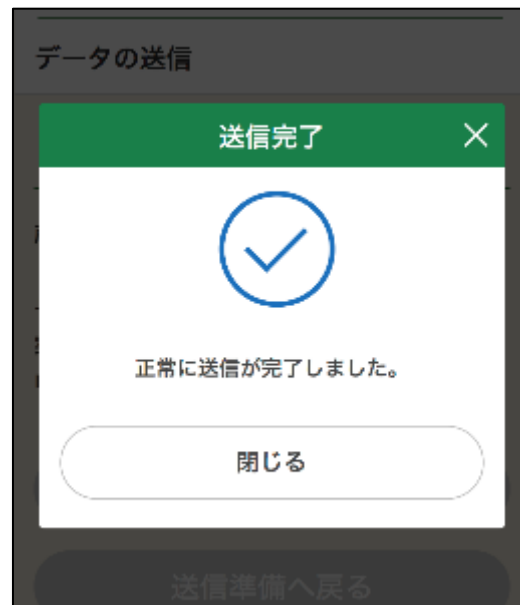 データの送信
送信完了
正常に送信が完了しました。
閉じる
送信準備へ戻る